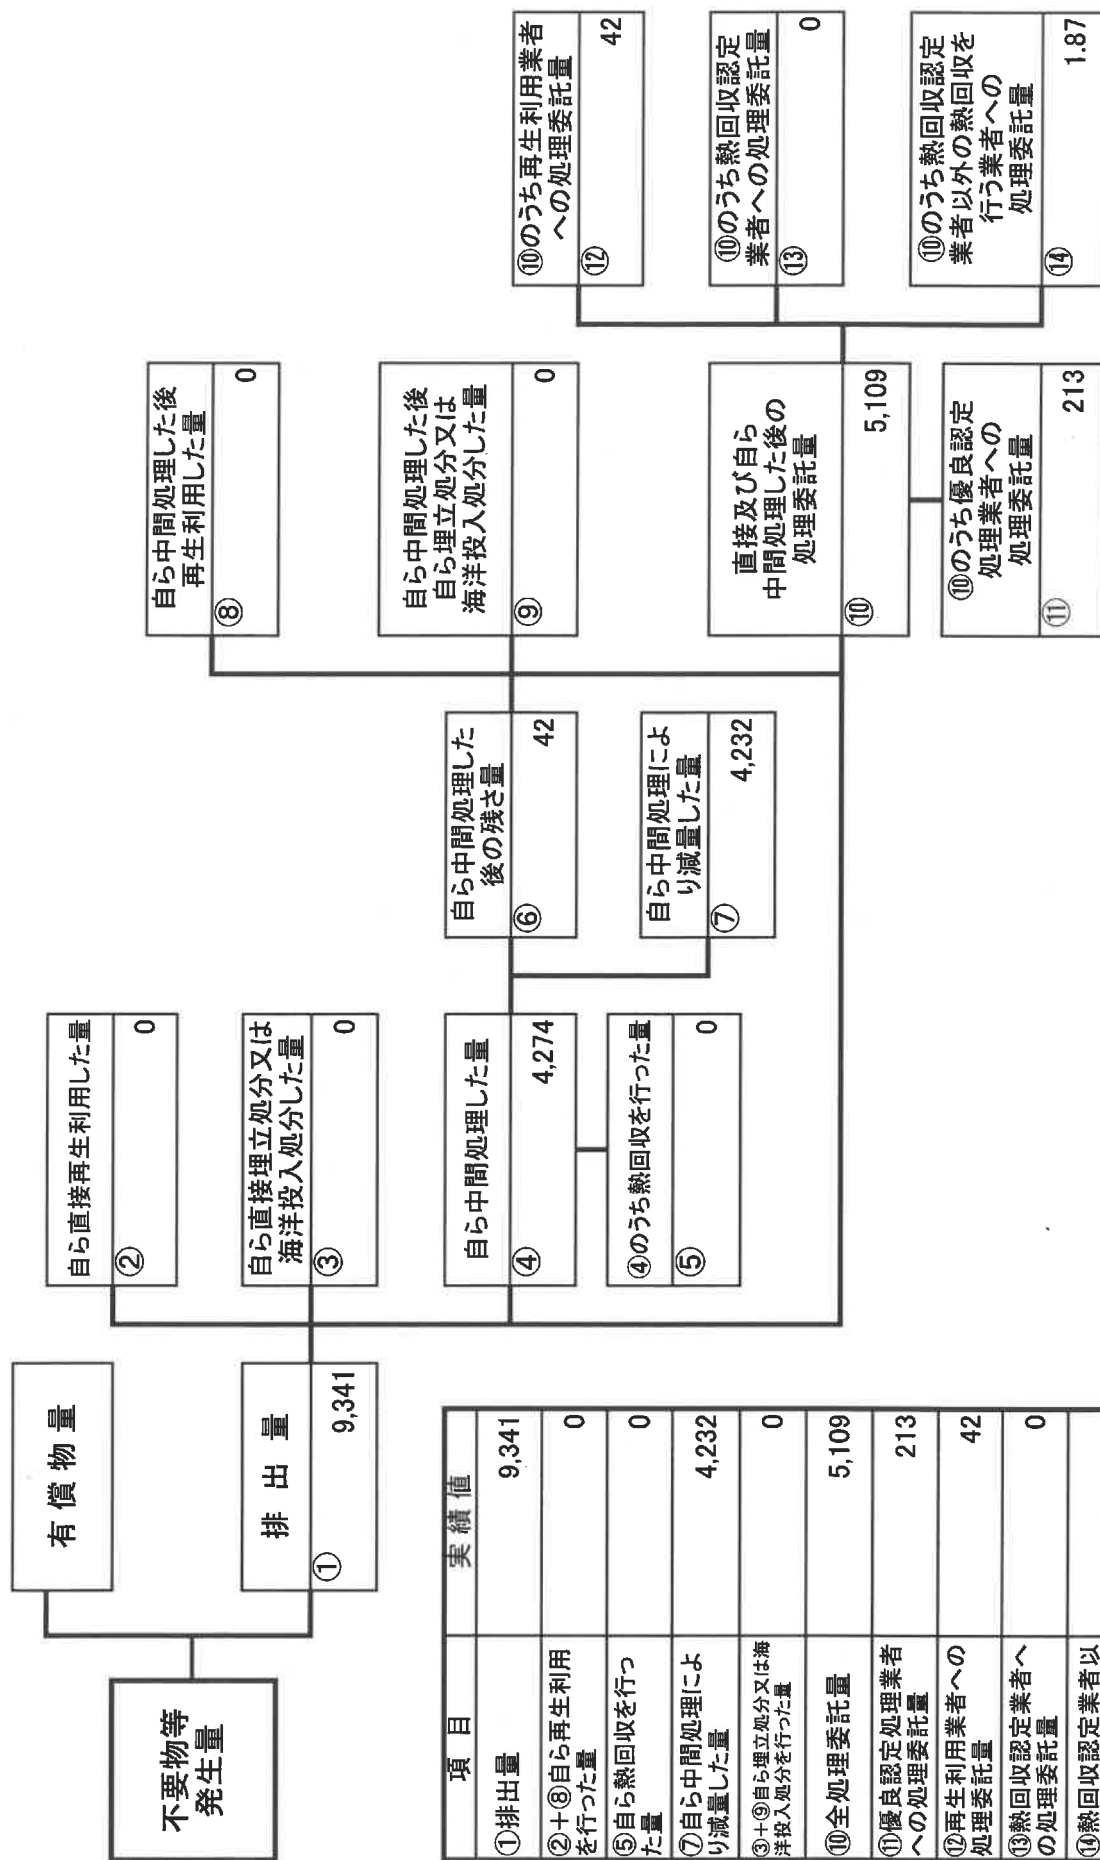 不要物等
発生量
有償物量
排出量
①
9,341
自ら直接再生利用した量
②
0
自ら直接埋立処分又は
海洋投入処分した量
③
0
自ら中間処理した量
④
4,274
④のうち熱回収を行った量
⑤
0
自ら中間処理した
後の残さ量
⑥
42
自ら中間処理によ
り減量した量
⑦
4,232
自ら中間処理した後
再生利用した量
⑧
0
自ら中間処理した後
自ら埋立処分又は
海洋投入処分した量
⑨
0
直接及び自ら
中間処理した後の
処理委託量
⑩
5,109
⑩のうち優良認定
処理業者への
処理委託量
⑪
213
⑩のうち再生利用業者
への処理委託量
⑫
42
⑩のうち熱回収認定
業者への処理委託量
⑬
0
⑩のうち熱回収認定
業者以外の熱回収を
行う業者への
処理委託量
⑭
1.87
項目
実績値
①排出量
9,341
②+⑧自ら再生利用
を行った量
0
⑤自ら熱回収を行っ
た量
0
⑦自ら中間処理によ
り減量した量
4,232
③+⑨自ら埋立処分又は海
洋投入処分を行った量
0
⑩全処理委託量
5,109
⑪優良認定処理業者
への処理委託量
213
⑫再生利用業者への
処理委託量
42
⑬熱回収認定業者へ
の処理委託量
0
⑭熱回収認定業者以